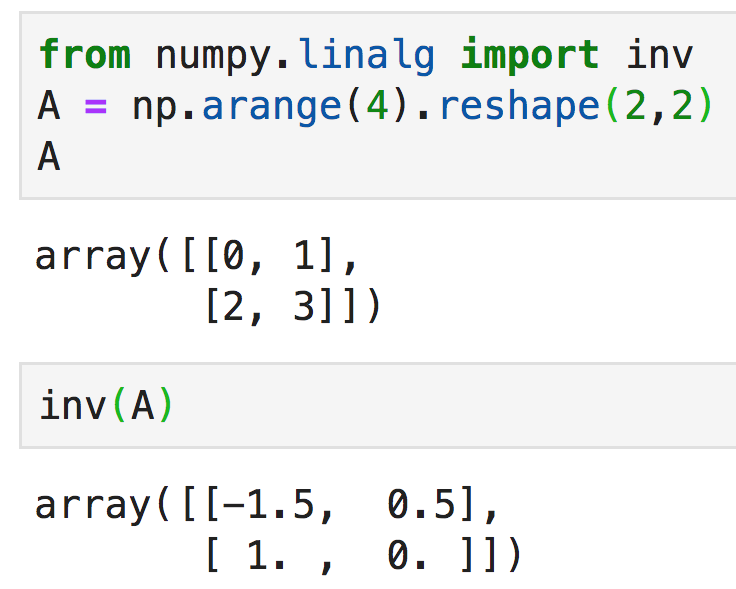 from numpy.linalg import inv
A = np.arange(4).reshape(2,2)
A
array([[0, 1],
       [2, 3]])
inv(A)
array([[-1.5,  0.5],
       [ 1. ,  0. ]])